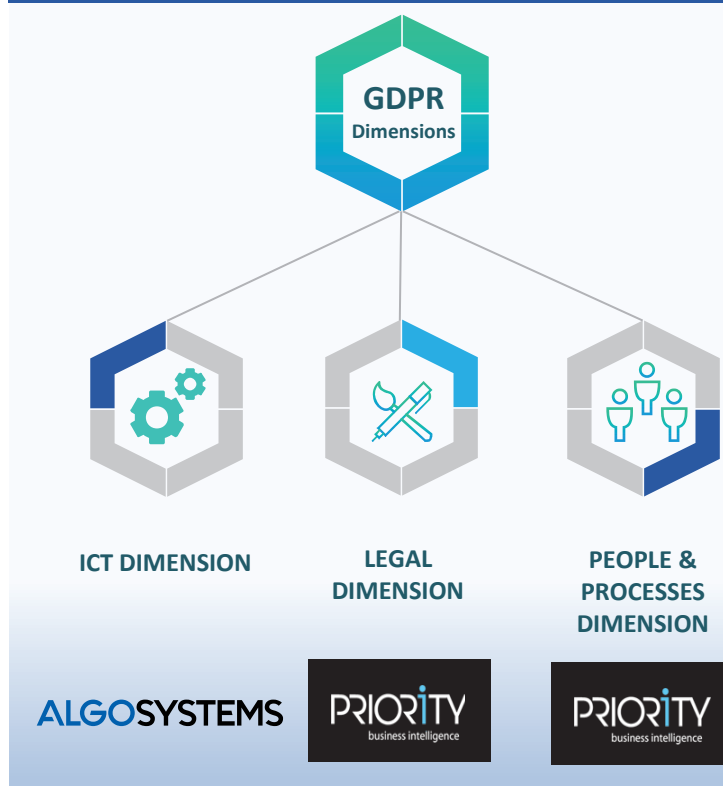 GDPR
Dimensions
ICT DIMENSION
LEGAL
DIMENSION
PEOPLE &
PROCESSES
DIMENSION
ALGOSYSTEMS
PRIORITY
business intelligence
PRIORITY
business intelligence